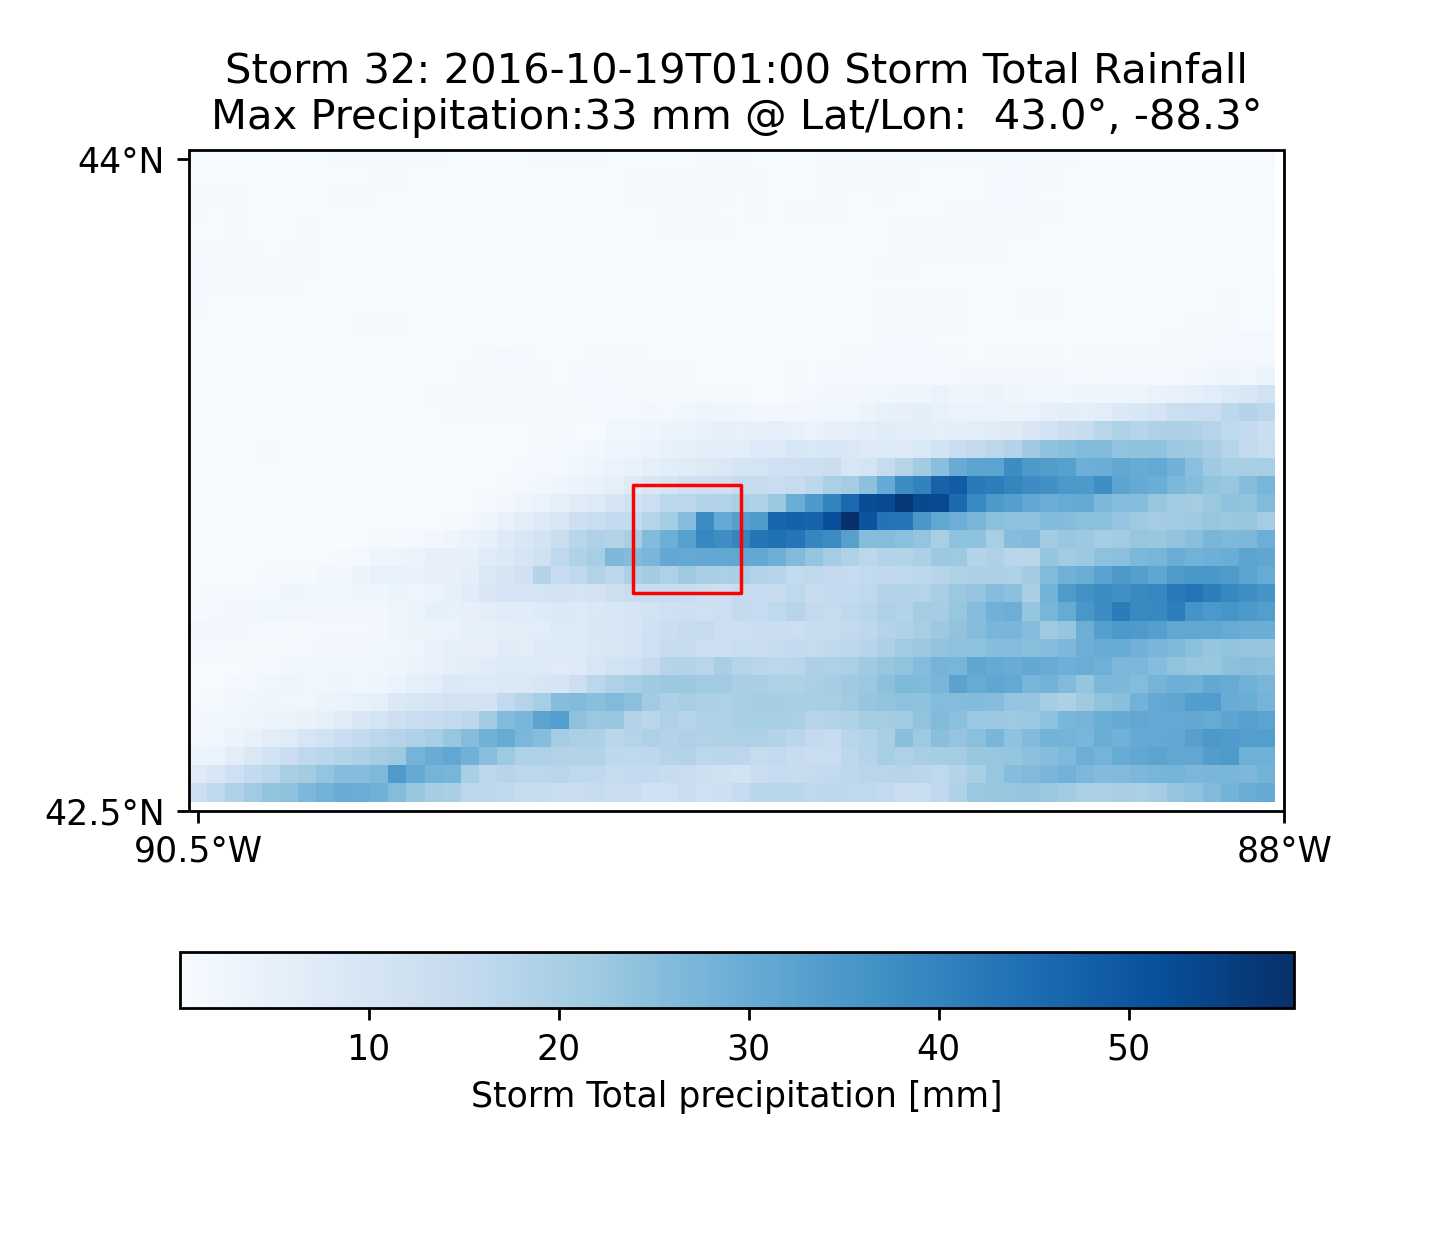 Storm 32: 2016-10-19T01:00 Storm Total Rainfall
Max Precipitation:33 mm @ Lat/Lon:  43.0°, -88.3°
44°N
42.5°N
90.5°W 88°W
10 20 30 40 50
Storm Total precipitation [mm]